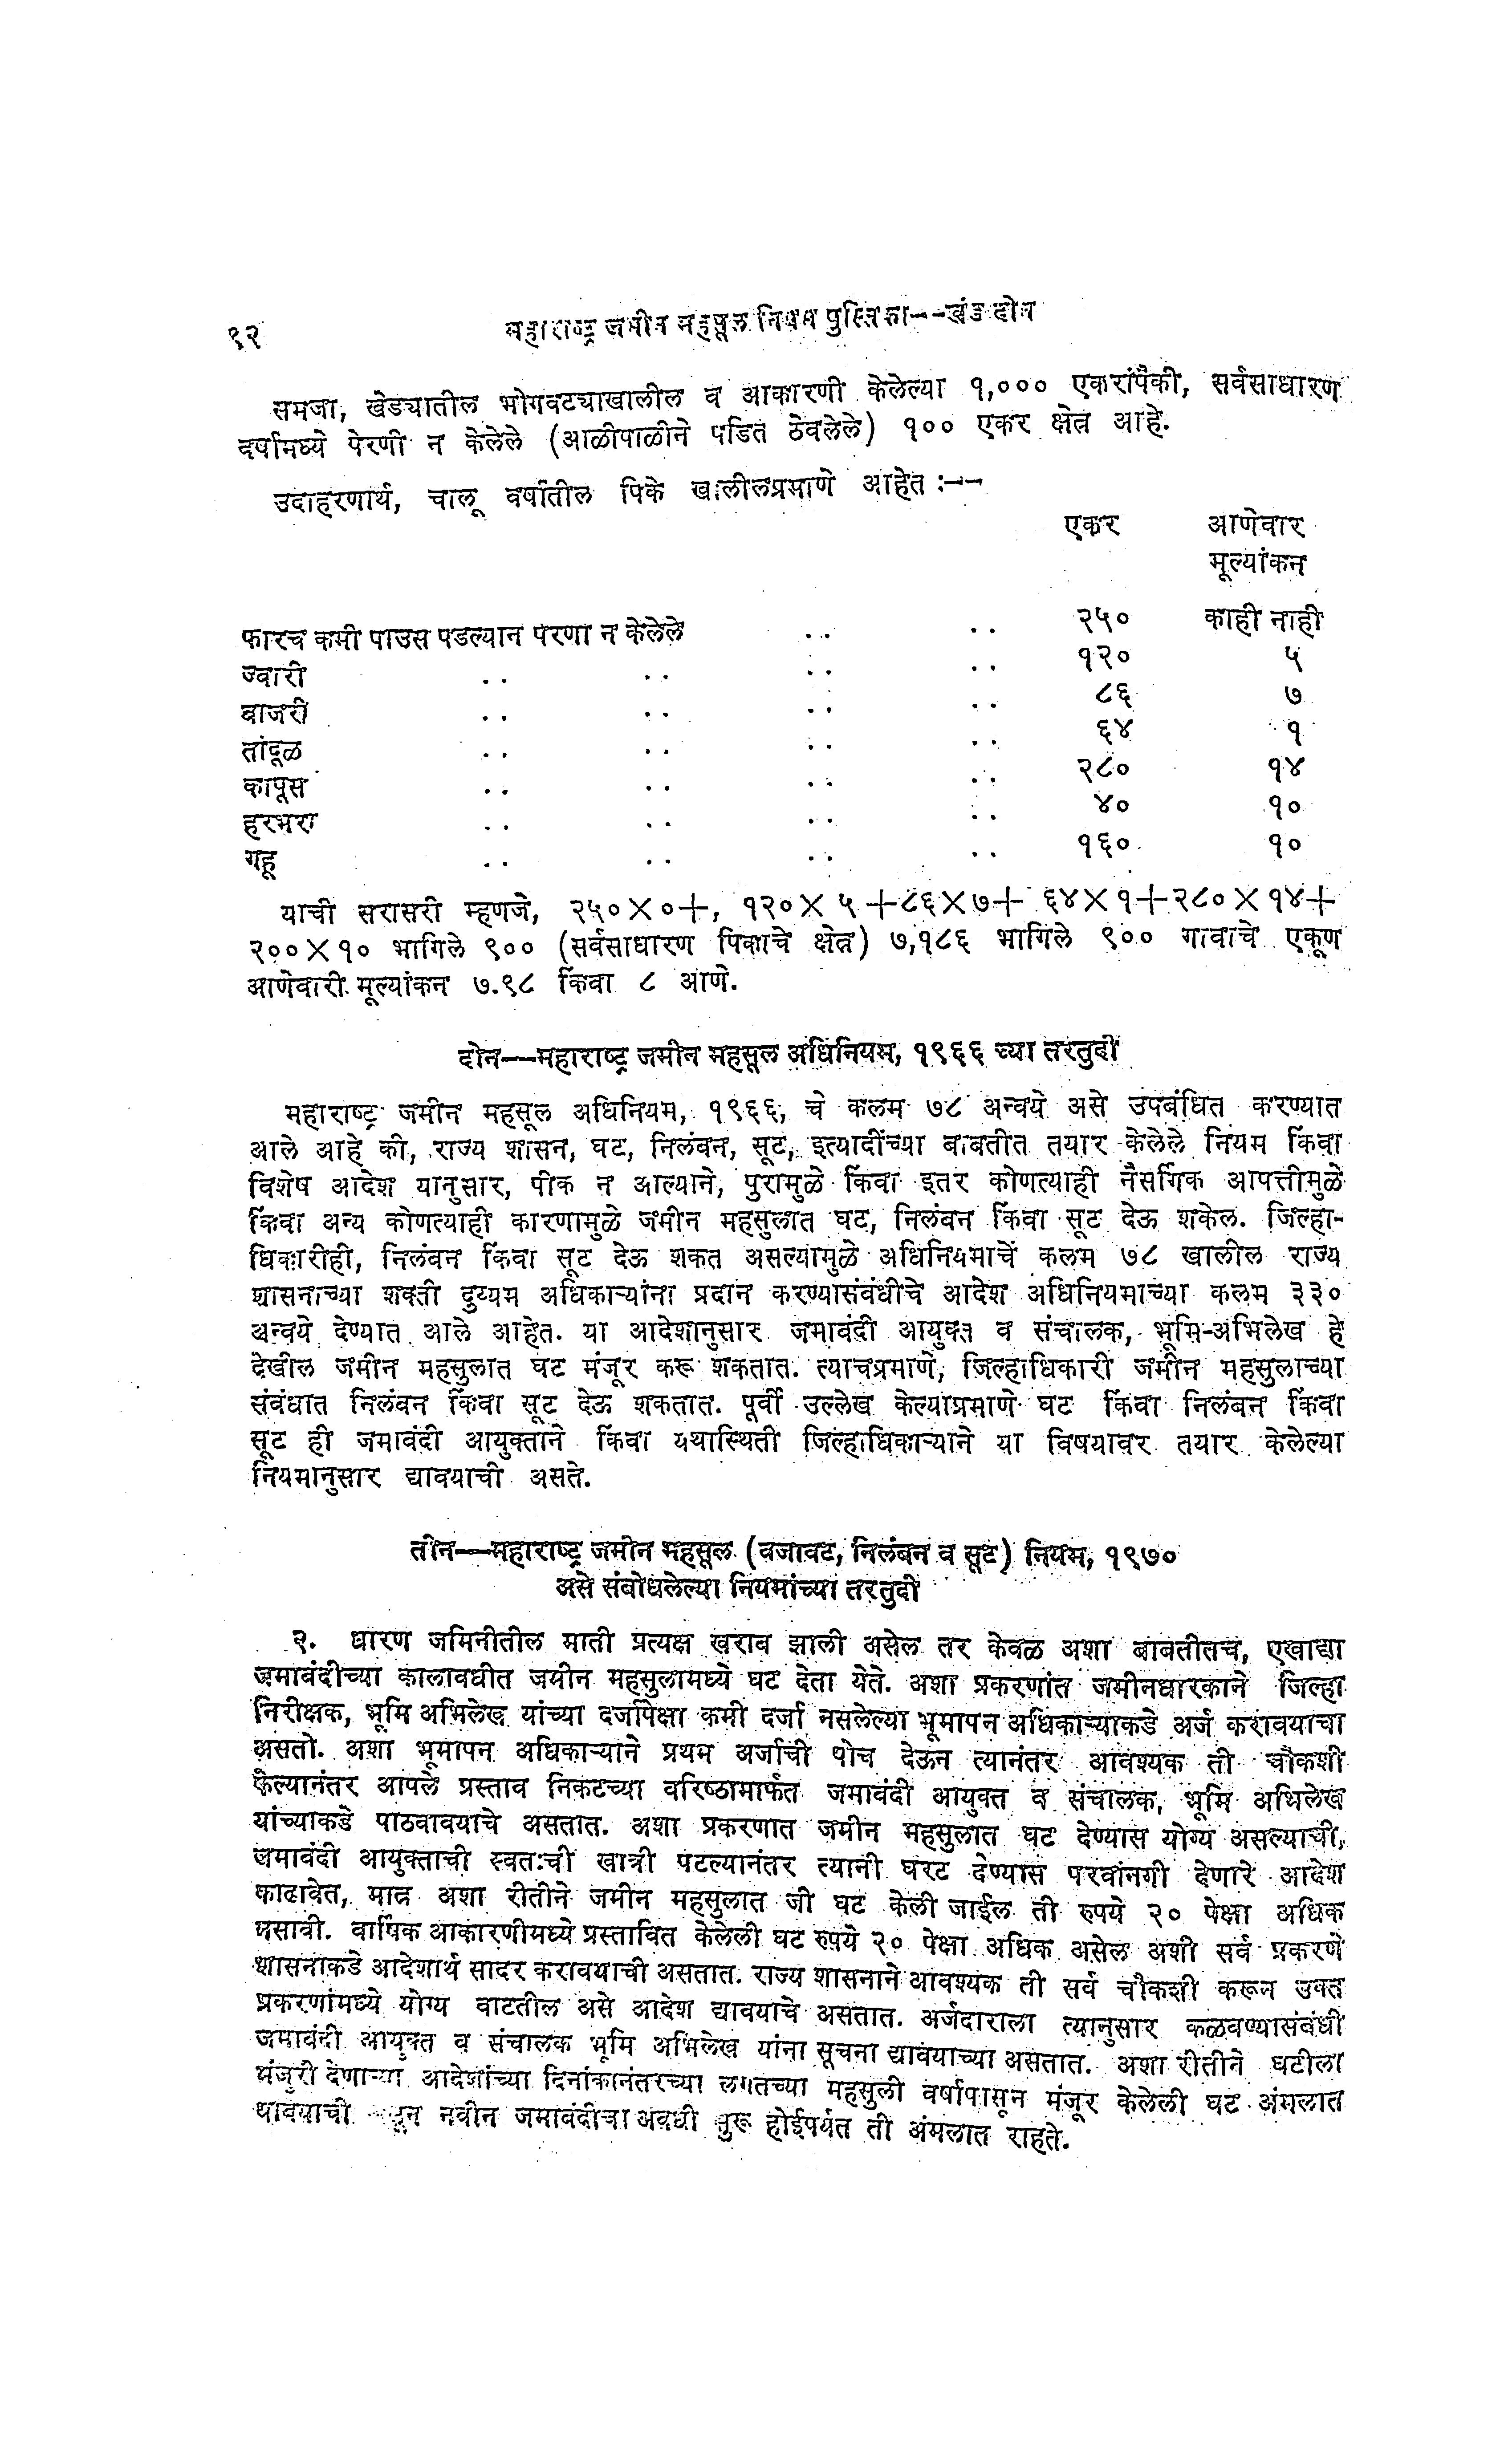 ९२ महाराष्ट्र जमीन महसूल नियम पुस्तिका--खंड दोन
समजा, खेड्यातील भोगवट्याखालील व आकारणी केलेल्या १,००० एकरांपैकी, सर्वसाधारण
वर्षामध्ये पेरणी न केलेले (आळीपाळीने पडित ठेवलेले) १०० एकर क्षेत्र आहे.
उदाहरणार्थ, चालू वर्षातील पिके खालीलप्रमाणे आहेत :--
एकर आणेवार
मूल्यांकन
फारच कमी पाउस पडल्यान परणा न केलेले .. .. २५० काही नाही
ज्वारी .. .. .. .. १२० ५
बाजरी .. .. .. .. ८६ ७
तांदूळ .. .. .. .. ६४ १
कापूस .. .. .. .. २८० १४
हरभरा .. .. .. .. ४० १०
गहू .. .. .. .. १६० १०
याची सरासरी म्हणजे, २५०×०+, १२०×५+८६×७+ ६४×१+२८०×१४+
२००×१० भागिले ९०० (सर्वसाधारण पिकाचे क्षेत्र) ७,१८६ भागिले ९०० गावाचे एकूण
आणेवारी मूल्यांकन ७.९८ किंवा ८ आणे.
दोन—महाराष्ट्र जमीन महसूल अधिनियम, १९६६ च्या तरतुदी
महाराष्ट्र जमीन महसूल अधिनियम, १९६६, चे कलम ७८ अन्वये असे उपबंधित करण्यात
आले आहे की, राज्य शासन, घट, निलंबन, सूट, इत्यादींच्या बाबतीत तयार केलेले नियम किंवा
विशेष आदेश यानुसार, पीक न आल्याने, पुरामुळे किंवा इतर कोणत्याही नैसर्गिक आपत्तीमुळे
किंवा अन्य कोणत्याही कारणामुळे जमीन महसुलात घट, निलंबन किंवा सूट देऊ शकेल. जिल्हा-
धिकारीही, निलंबन किंवा सूट देऊ शकत असल्यामुळे अधिनियमाचें कलम ७८ खालील राज्य
शासनाच्या शक्ती दुय्यम अधिकाऱ्यांना प्रदान करण्यासंबंधीचे आदेश अधिनियमाच्या कलम ३३०
अन्वये देण्यात आले आहेत. या आदेशानुसार जमाबंदी आयुक्त व संचालक, भूमि-अभिलेख हे
देखील जमीन महसुलात घट मंजूर करू शकतात. त्याचप्रमाणे, जिल्हाधिकारी जमीन महसुलाच्या
संबंधात निलंबन किंवा सूट देऊ शकतात. पूर्वी उल्लेख केल्याप्रमाणे घट किंवा निलंबन किंवा
सूट ही जमाबंदी आयुक्ताने किंवा यथास्थिती जिल्हाधिकाऱ्याने या विषयावर तयार केलेल्या
नियमानुसार द्यावयाची असते.
तीन—महाराष्ट्र जमीन महसूल (वजावट, निलंबन व सूट) नियम, १९७०
असे संबोधलेल्या नियमांच्या तरतुदी
२. धारण जमिनीतील माती प्रत्यक्ष खराब झाली असेल तर केवळ अशा बाबतीतच, एखाद्या
जमाबंदीच्या कालावधीत जमीन महसुलामध्ये घट देता येते. अशा प्रकरणांत जमीनधारकाने जिल्हा
निरीक्षक, भूमि अभिलेख यांच्या दर्जापेक्षा कमी दर्जा नसलेल्या भूमापन अधिकाऱ्याकडे अर्ज करावयाचा
असतो. अशा भूमापन अधिकाऱ्याने प्रथम अर्जाची पोच देऊन त्यानंतर आवश्यक ती चौकशी
केल्यानंतर आपले प्रस्ताव निकटच्या वरिष्ठामार्फत जमाबंदी आयुक्त व संचालक, भूमि अभिलेख
यांच्याकडे पाठवावयाचे असतात. अशा प्रकरणात जमीन महसुलात घट देण्यास योग्य असल्याची,
जमाबंदी आयुक्ताची स्वतःची खात्री पटल्यानंतर त्यानी घरट देण्यास परवांनगी देणारे आदेश
काढावेत, मात्र अशा रीतीने जमीन महसुलात जी घट केली जाईल ती रुपये २० पेक्षा अधिक
नसावी. वार्षिक आकारणीमध्ये प्रस्तावित केलेली घट रुपये २० पेक्षा अधिक असेल अशी सर्व प्रकरणे
शासनाकडे आदेशार्थ सादर करावयाची असतात. राज्य शासनाने आवश्यक ती सर्व चौकशी करून उक्त
प्रकरणांमध्ये योग्य वाटतील असे आदेश द्यावयाचे असतात. अर्जदाराला त्यानुसार कळवण्यासंबंधी
जमाबंदी आयुक्त व संचालक भूमि अभिलेख यांना सूचना द्यावयाच्या असतात. अशा रीतीने घटीला
मंजुरी देणाऱ्या आदेशांच्या दिनांकानंतरच्या लगतच्या महसुली वर्षापासून मंजूर केलेली घट अंमलात
यावयाची नवीन जमाबंदीचा अवधी सुरू होईपर्यंत ती अंमलात राहते.